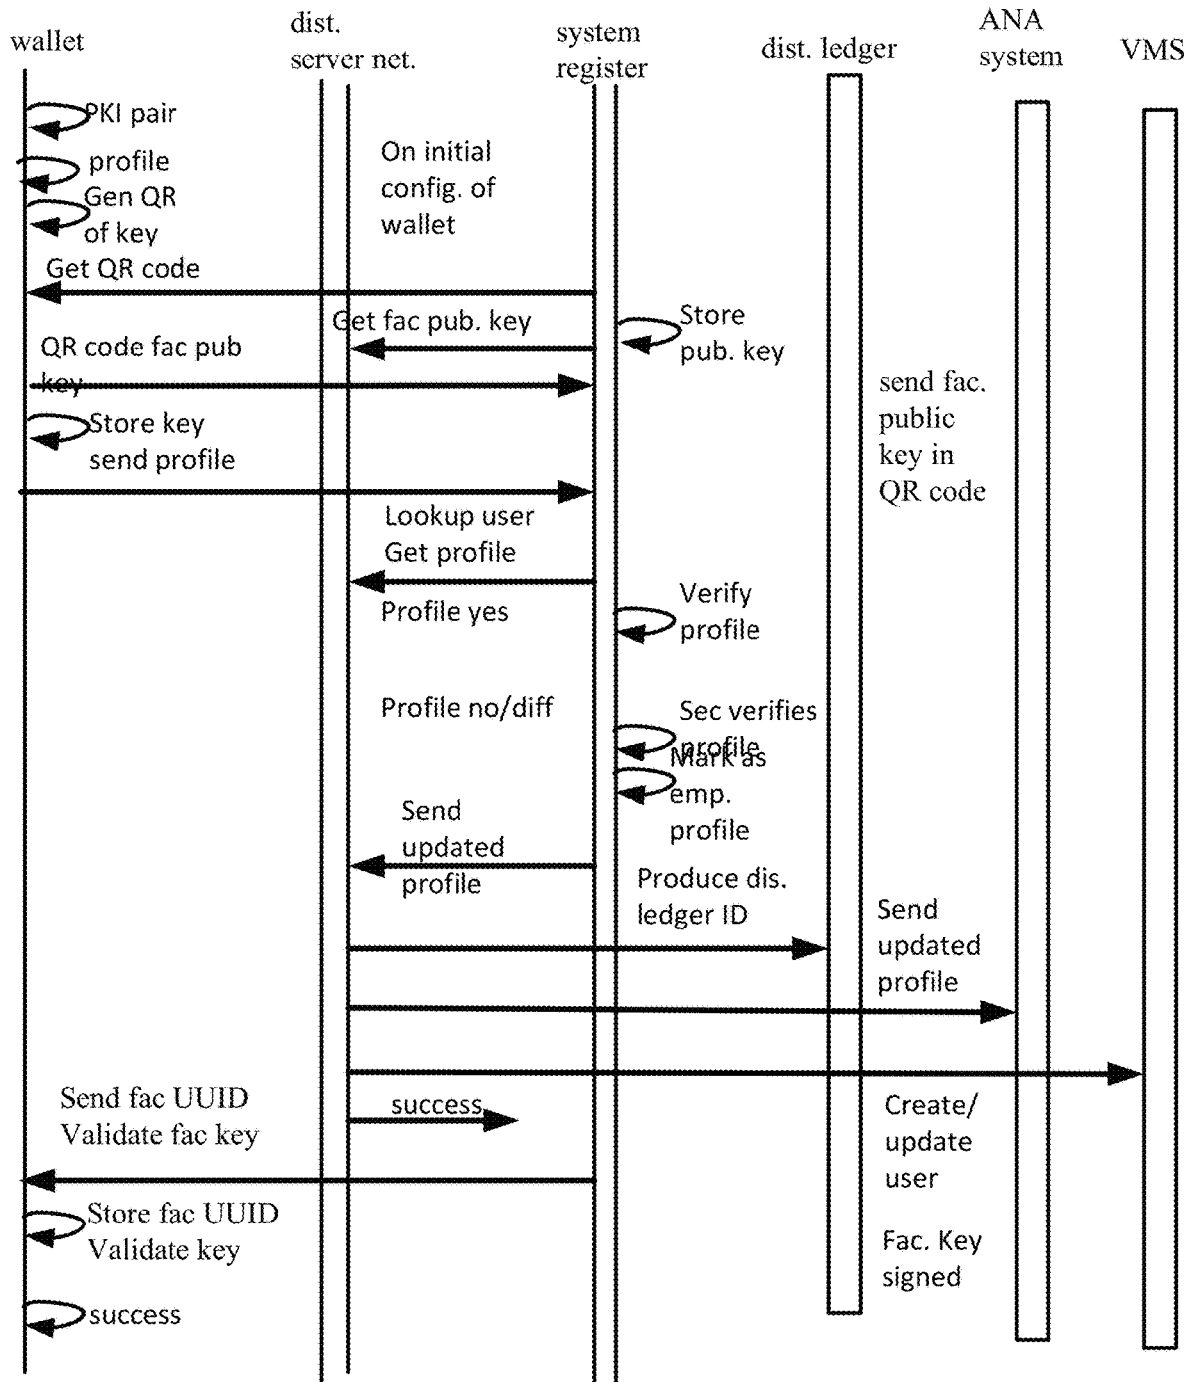 wallet
dist.
server net.
system
register
dist. ledger
ANA
system
VMS
PKI pair
profile
Gen QR
of key
On initial
config. of
wallet
Get QR code
Get fac pub. key
Store
pub. key
QR code fac pub
key
send fac.
public
key in
QR code
Store key
send profile
Lookup user
Get profile
Profile yes
Verify
profile
Profile no/diff
Sec verifies
profile
Mark as
emp.
profile
Send
updated
profile
Produce dis.
ledger ID
Send
updated
profile
Send fac UUID
Validate fac key
success
Create/
update
user
Store fac UUID
Validate key
Fac. Key
signed
success